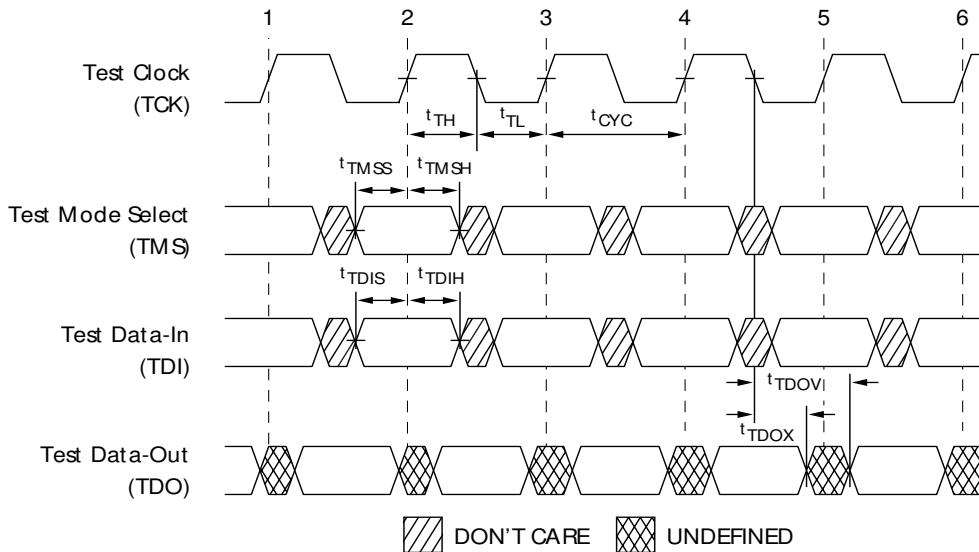 1 2 3 4 5 6
Test Clock
(TCK)
tTH tTL tCYC
tTMSS tTMSH
Test Mode Select
(TMS)
tTDIS tTDIH
Test Data-In
(TDI)
tTDOV
tTDOX
Test Data-Out
(TDO)
DON'T CARE UNDEFINED